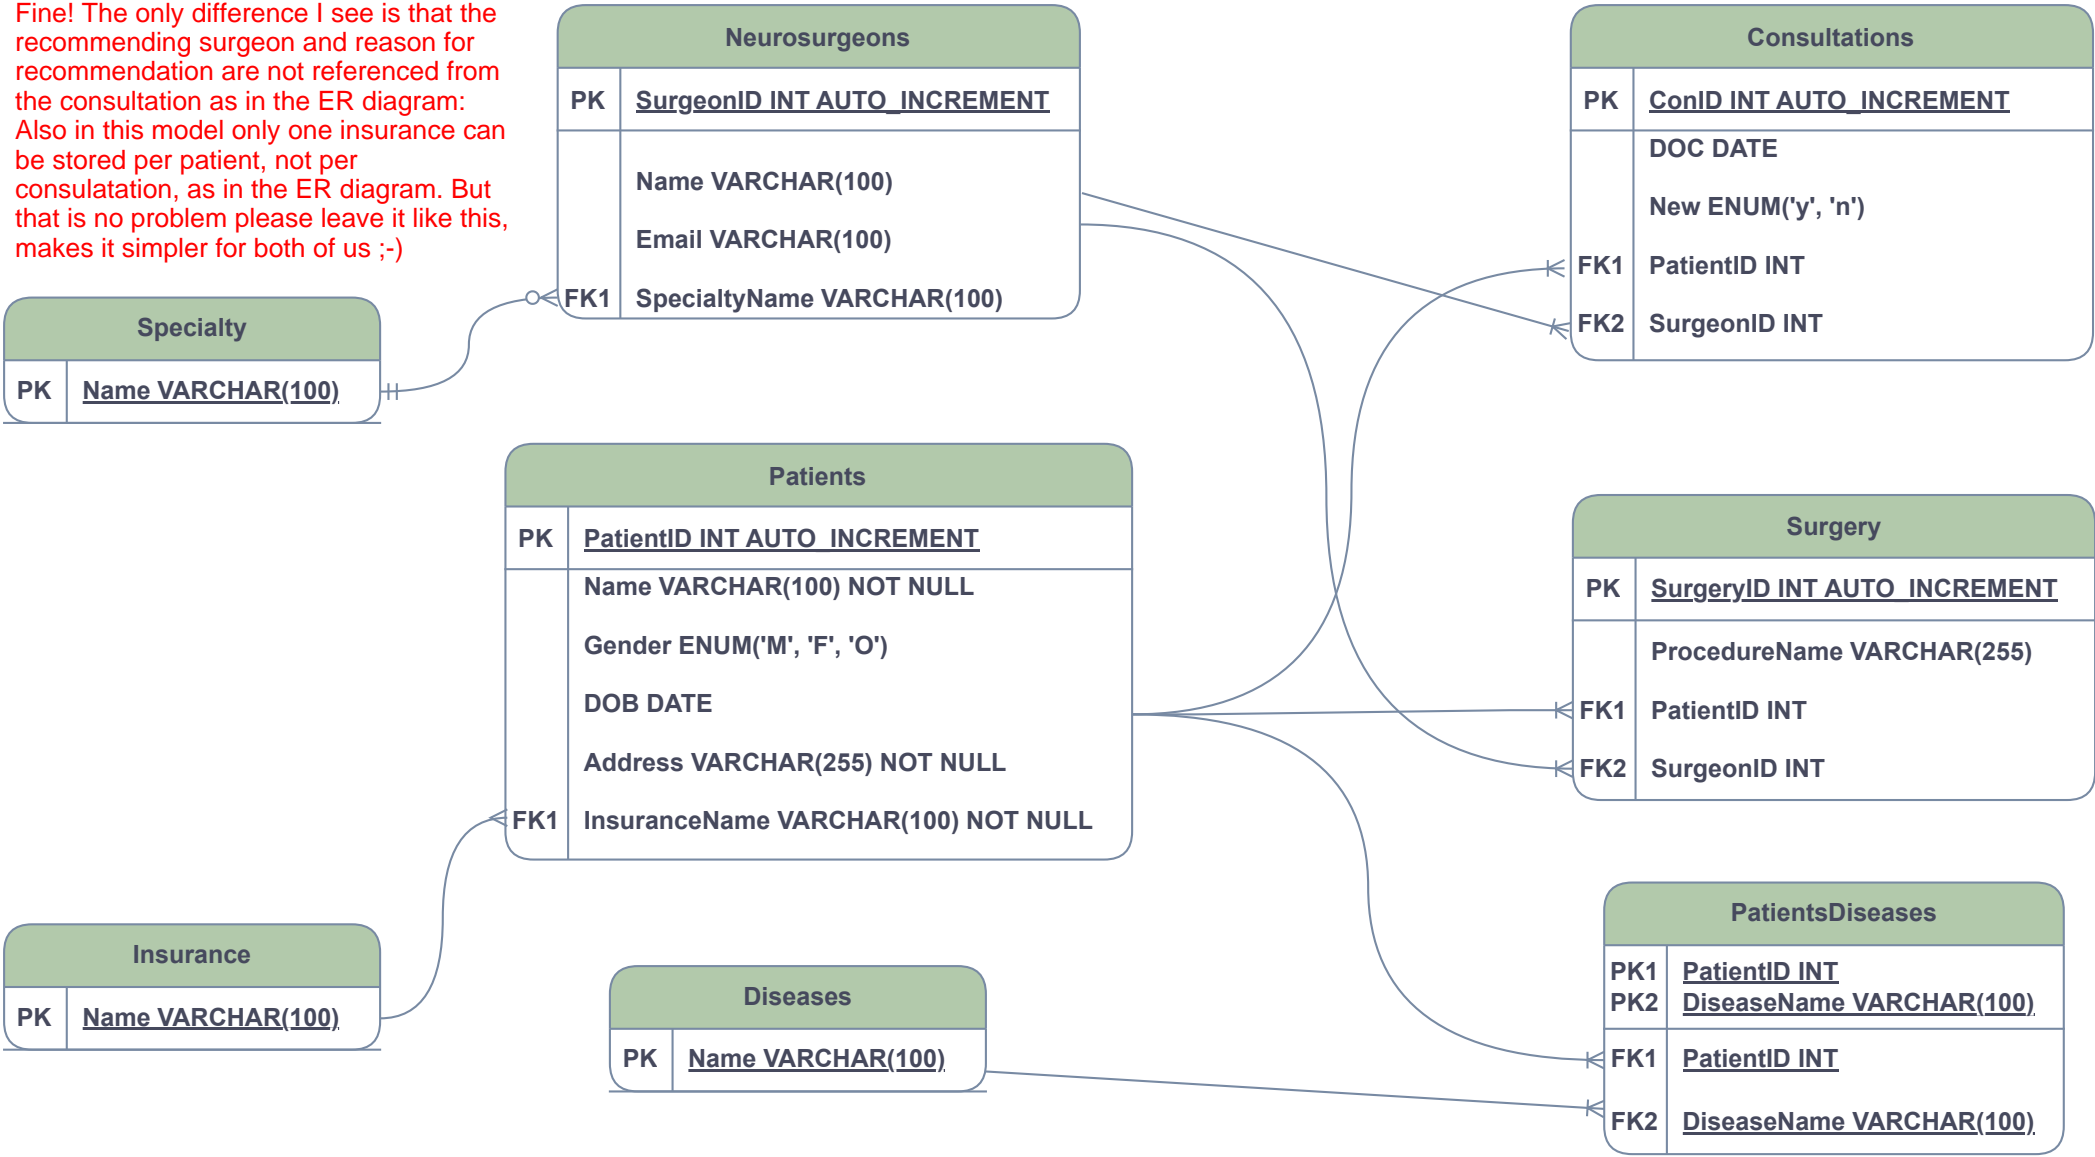 Fine! The only difference I see is that the
recommending surgeon and reason for
recommendation are not referenced from
the consultation as in the ER diagram:
Also in this model only one insurance can
be stored per patient, not per
consulatation, as in the ER diagram. But
that is no problem please leave it like this,
makes it simpler for both of us ;-)
Neurosurgeons
PK SurgeonID INT AUTO_INCREMENT
Name VARCHAR(100)
Email VARCHAR(100)
FK1 SpecialtyName VARCHAR(100)
Consultations
PK ConID INT AUTO_INCREMENT
DOC DATE
New ENUM('y', 'n')
FK1 PatientID INT
FK2 SurgeonID INT
Specialty
PK Name VARCHAR(100)
Patients
PK PatientID INT AUTO_INCREMENT
Name VARCHAR(100) NOT NULL
Gender ENUM('M', 'F', 'O')
DOB DATE
Address VARCHAR(255) NOT NULL
FK1 InsuranceName VARCHAR(100) NOT NULL
Surgery
PK SurgeryID INT AUTO_INCREMENT
ProcedureName VARCHAR(255)
FK1 PatientID INT
FK2 SurgeonID INT
Insurance
PK Name VARCHAR(100)
Diseases
PK Name VARCHAR(100)
PatientsDiseases
PK1 PatientID INT
PK2 DiseaseName VARCHAR(100)
FK1 PatientID INT
FK2 DiseaseName VARCHAR(100)